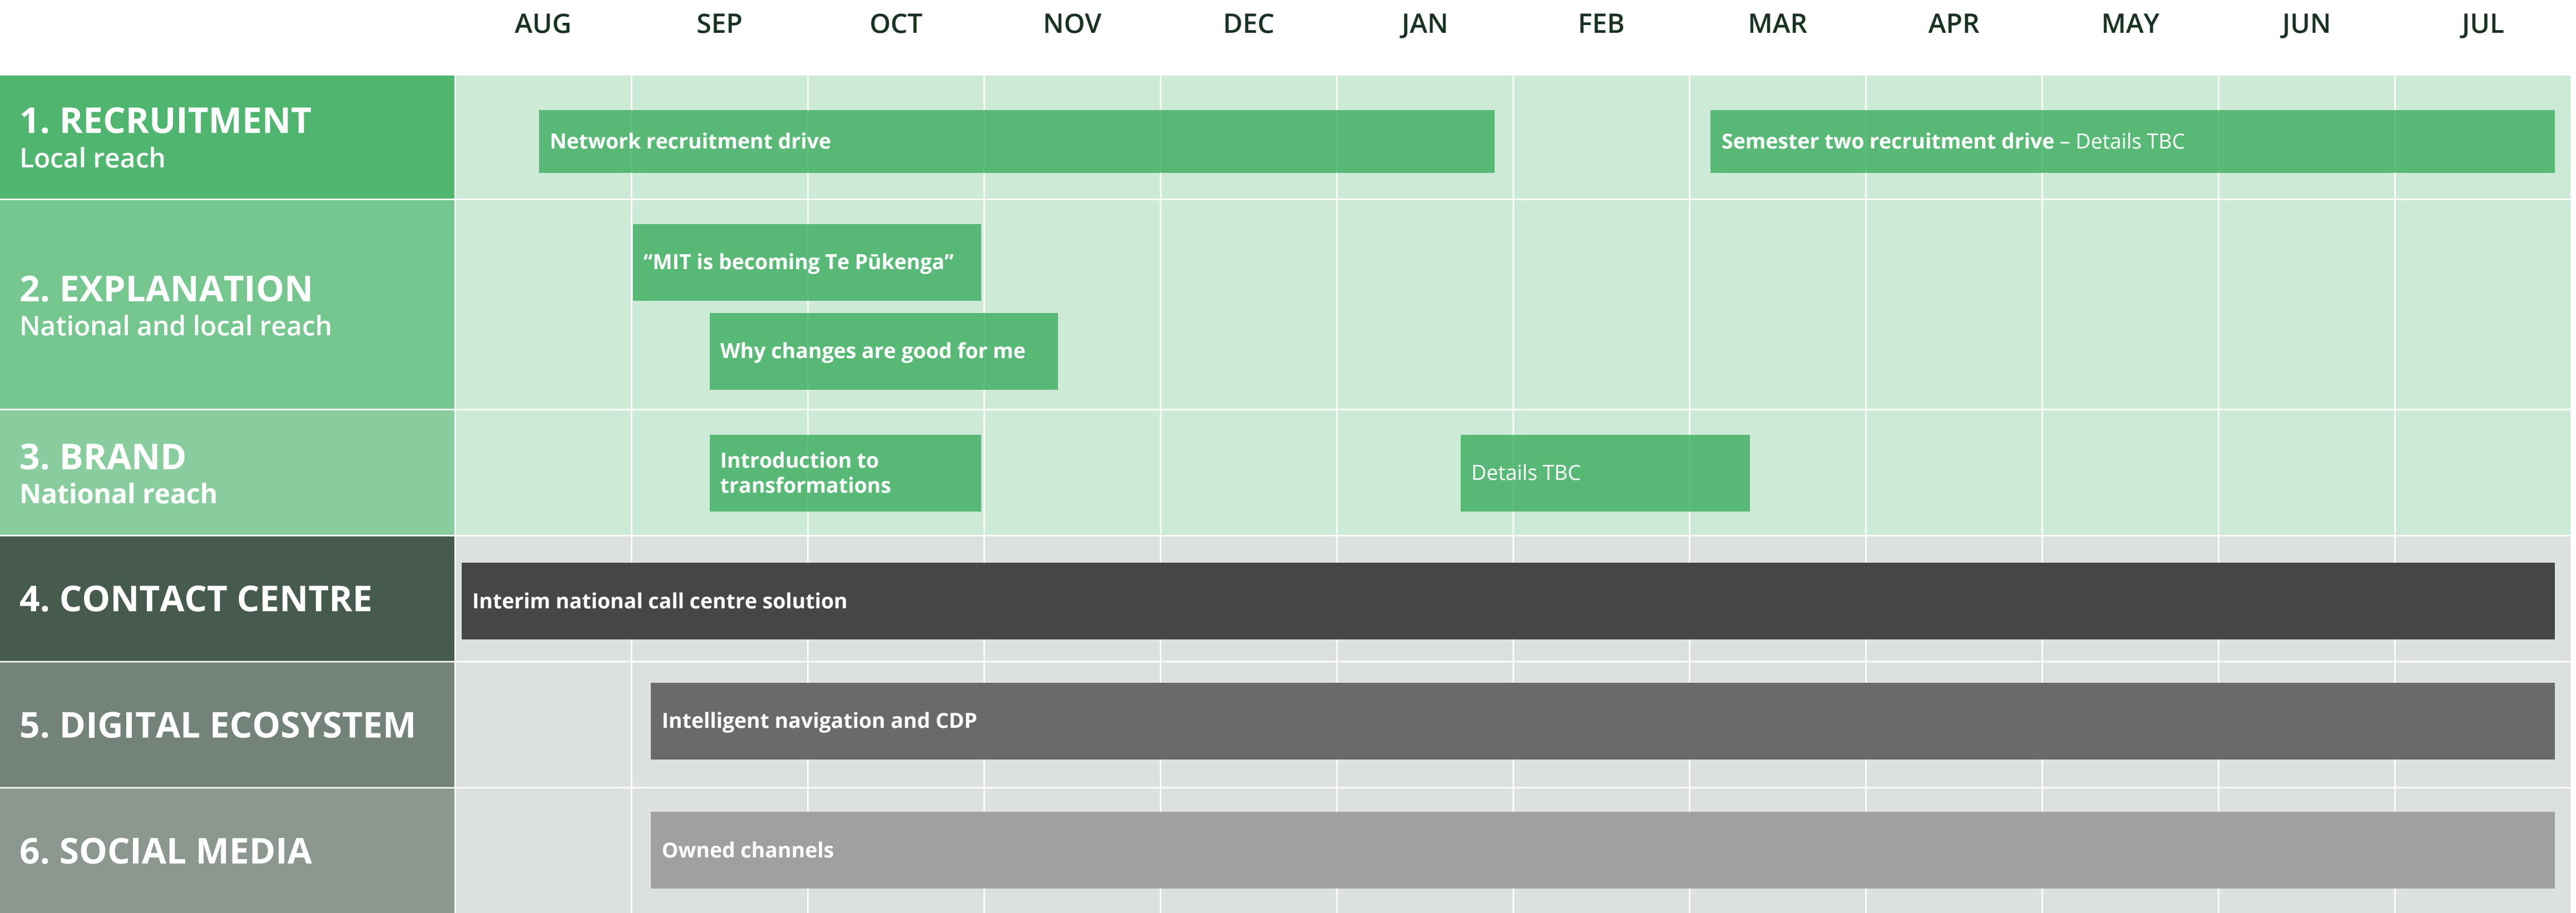 AUG SEP OCT NOV DEC JAN FEB MAR APR MAY JUN JUL
1. RECRUITMENT
Local reach
Network recruitment drive
Semester two recruitment drive – Details TBC
2. EXPLANATION
National and local reach
“MIT is becoming Te Pūkenga”
Why changes are good for me
3. BRAND
National reach
Introduction to
transformations
Details TBC
4. CONTACT CENTRE
Interim national call centre solution
5. DIGITAL ECOSYSTEM
Intelligent navigation and CDP
6. SOCIAL MEDIA
Owned channels